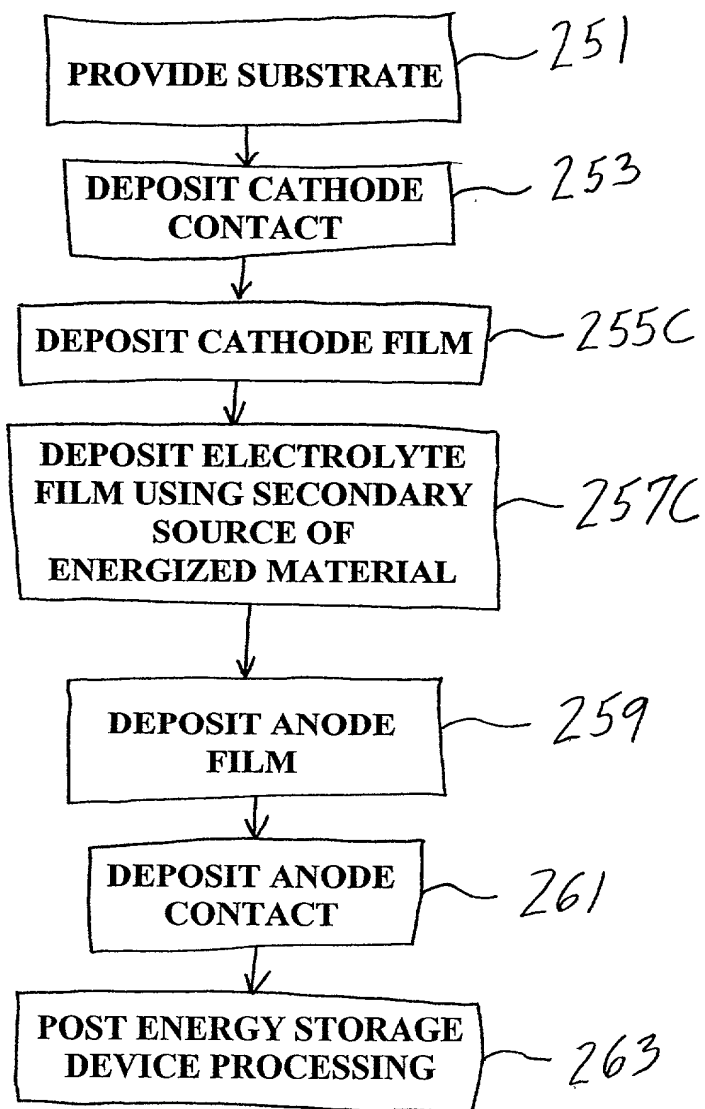 PROVIDE SUBSTRATE
251
DEPOSIT CATHODE
CONTACT
253
DEPOSIT CATHODE FILM
255C
DEPOSIT ELECTROLYTE
FILM USING SECONDARY
SOURCE OF
ENERGIZED MATERIAL
257C
DEPOSIT ANODE
FILM
259
DEPOSIT ANODE
CONTACT
261
POST ENERGY STORAGE
DEVICE PROCESSING
263